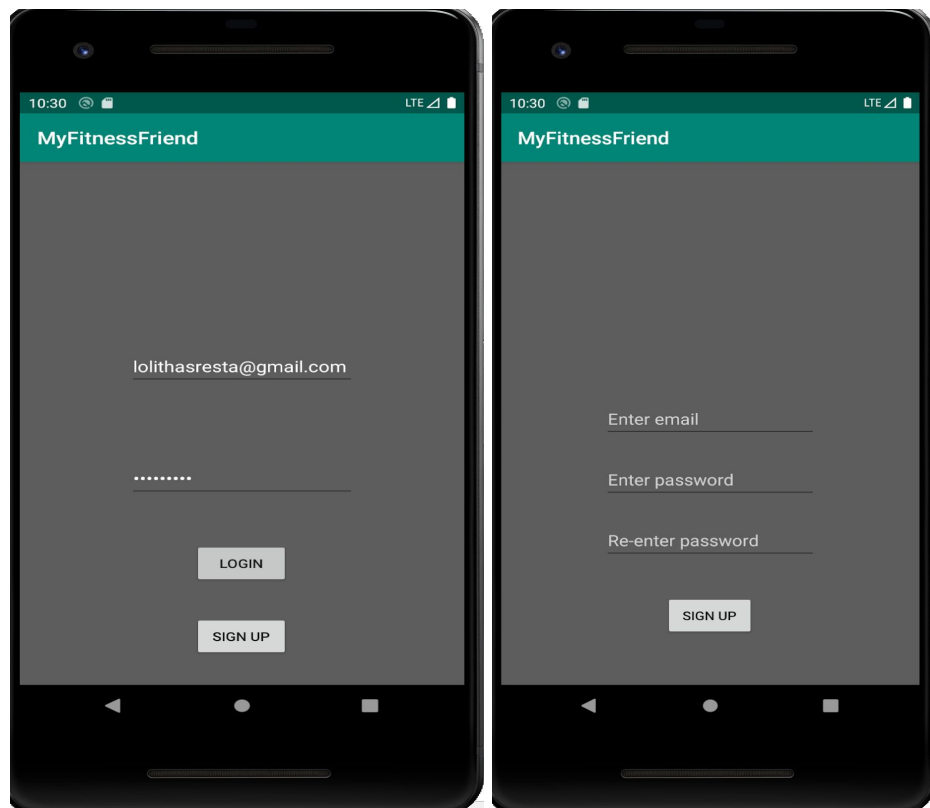 10:30 LTE
MyFitnessFriend
lolithasresta@gmail.com
•••••••••
LOGIN
SIGN UP
10:30 LTE
MyFitnessFriend
Enter email
Enter password
Re-enter password
SIGN UP